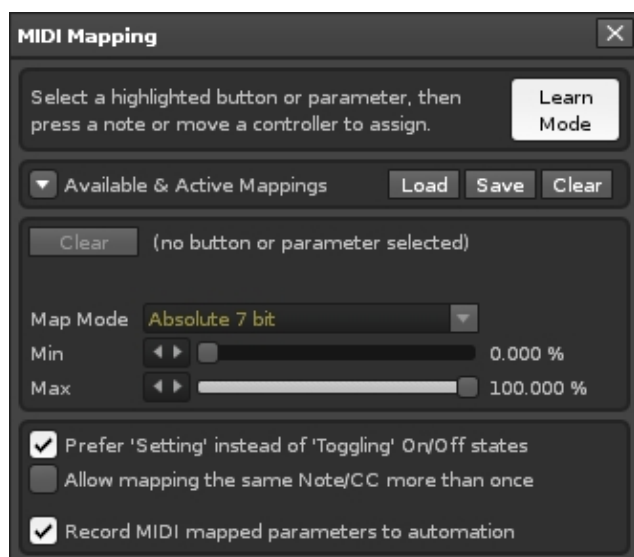 MIDI Mapping
Select a highlighted button or parameter, then
press a note or move a controller to assign.
Learn
Mode
Available & Active Mappings
Load
Save
Clear
Clear
(no button or parameter selected)
Map Mode
Absolute 7 bit
Min
0.000 %
Max
100.000 %
Prefer 'Setting' instead of 'Toggling' On/Off states
Allow mapping the same Note/CC more than once
Record MIDI mapped parameters to automation